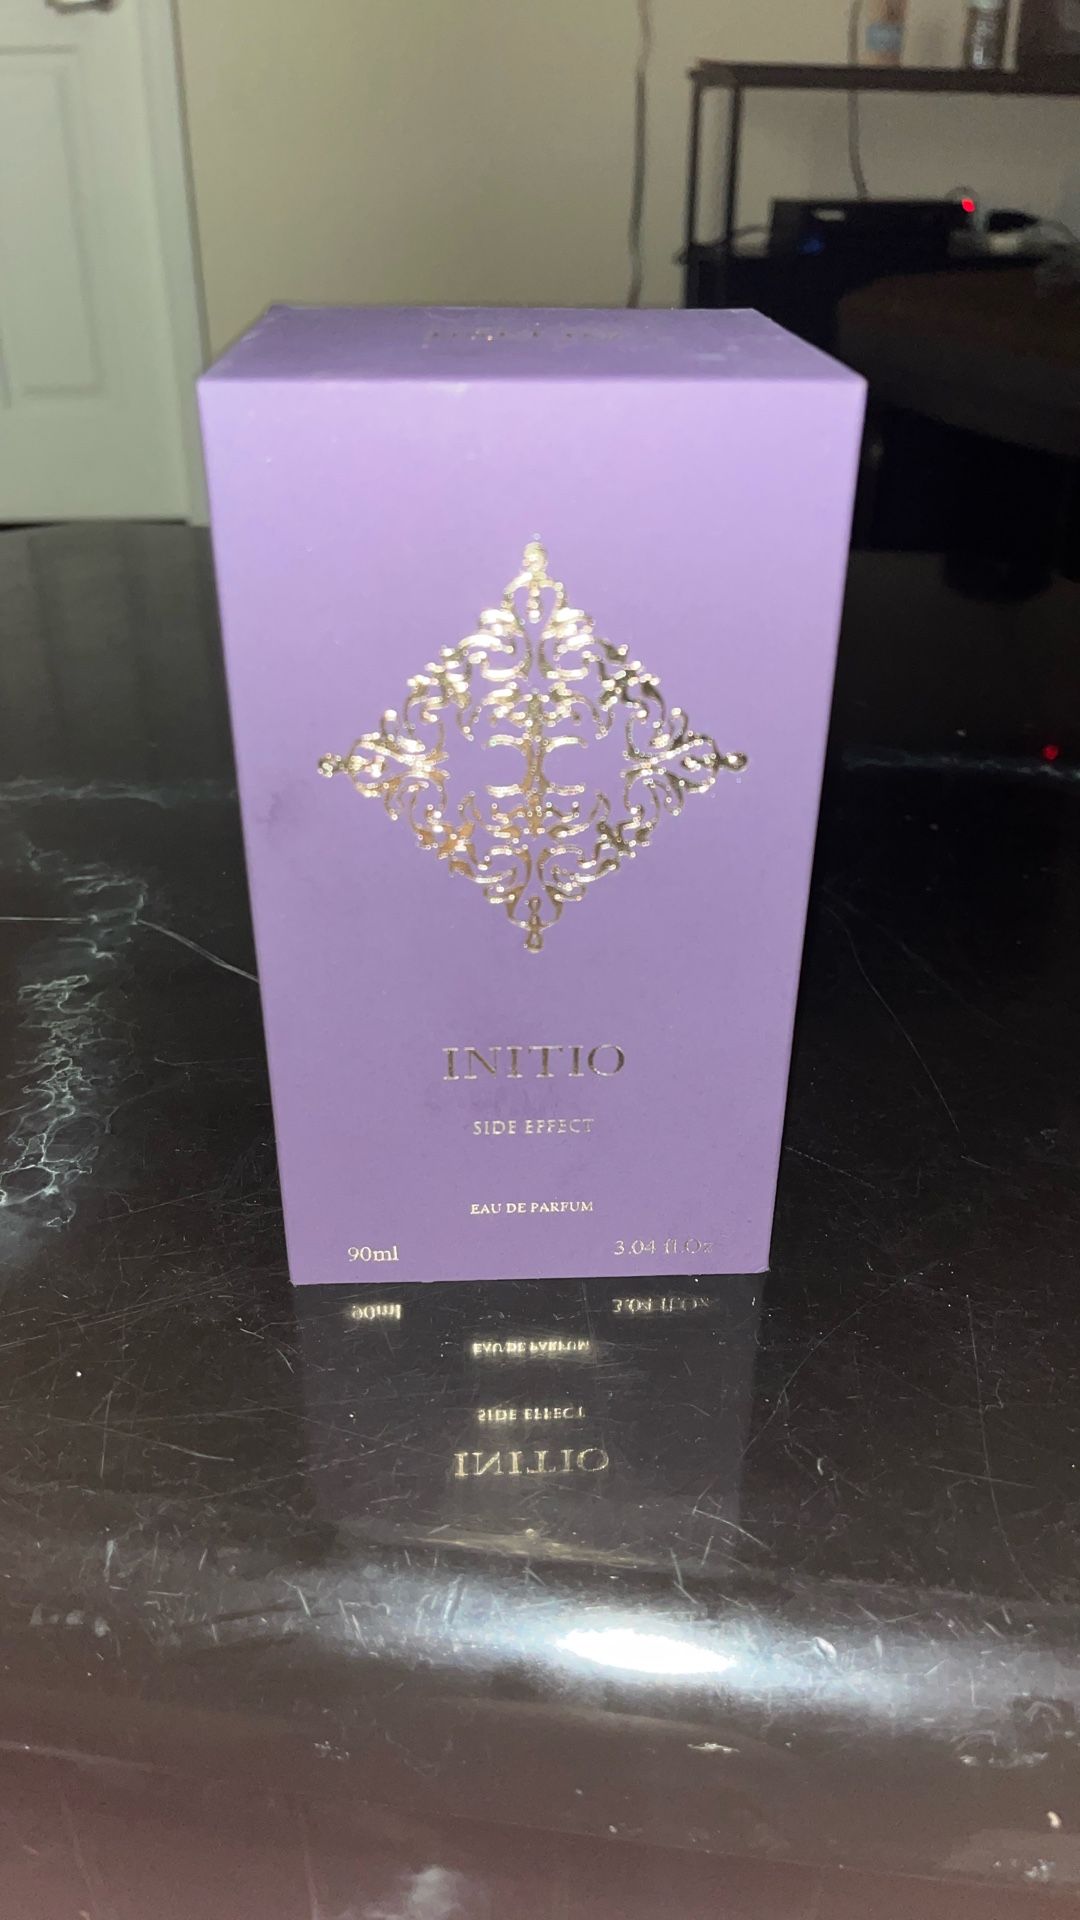 INITIO
SIDE EFFECT
EAU DE PARFUM
90ml
3.04 fl.Oz